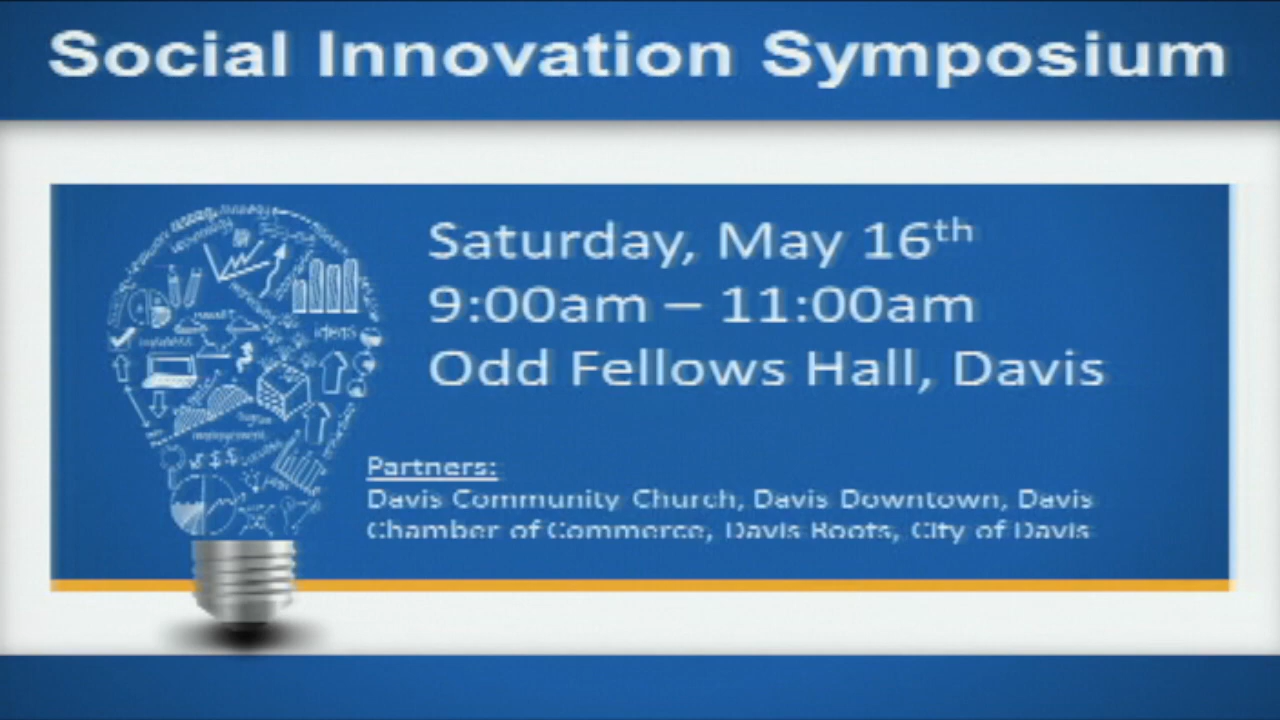 Social Innovation Symposium
Saturday, May 16th
9:00am – 11:00am
Odd Fellows Hall, Davis
ideas
$ $ $
Partners:
Davis Community Church, Davis Downtown, Davis
Chamber of Commerce, Davis Roots, City of Davis